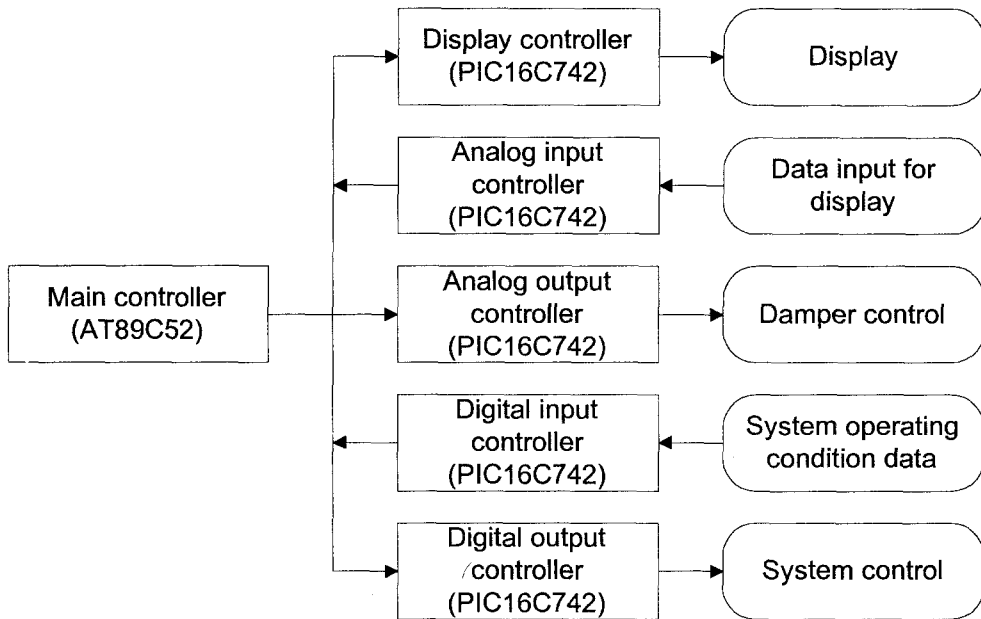 Display controller
(PIC16C742)
Display
Analog input
controller
(PIC16C742)
Data input for
display
Main controller
(AT89C52)
Analog output
controller
(PIC16C742)
Damper control
Digital input
controller
(PIC16C742)
System operating
condition data
Digital output
controller
(PIC16C742)
System control